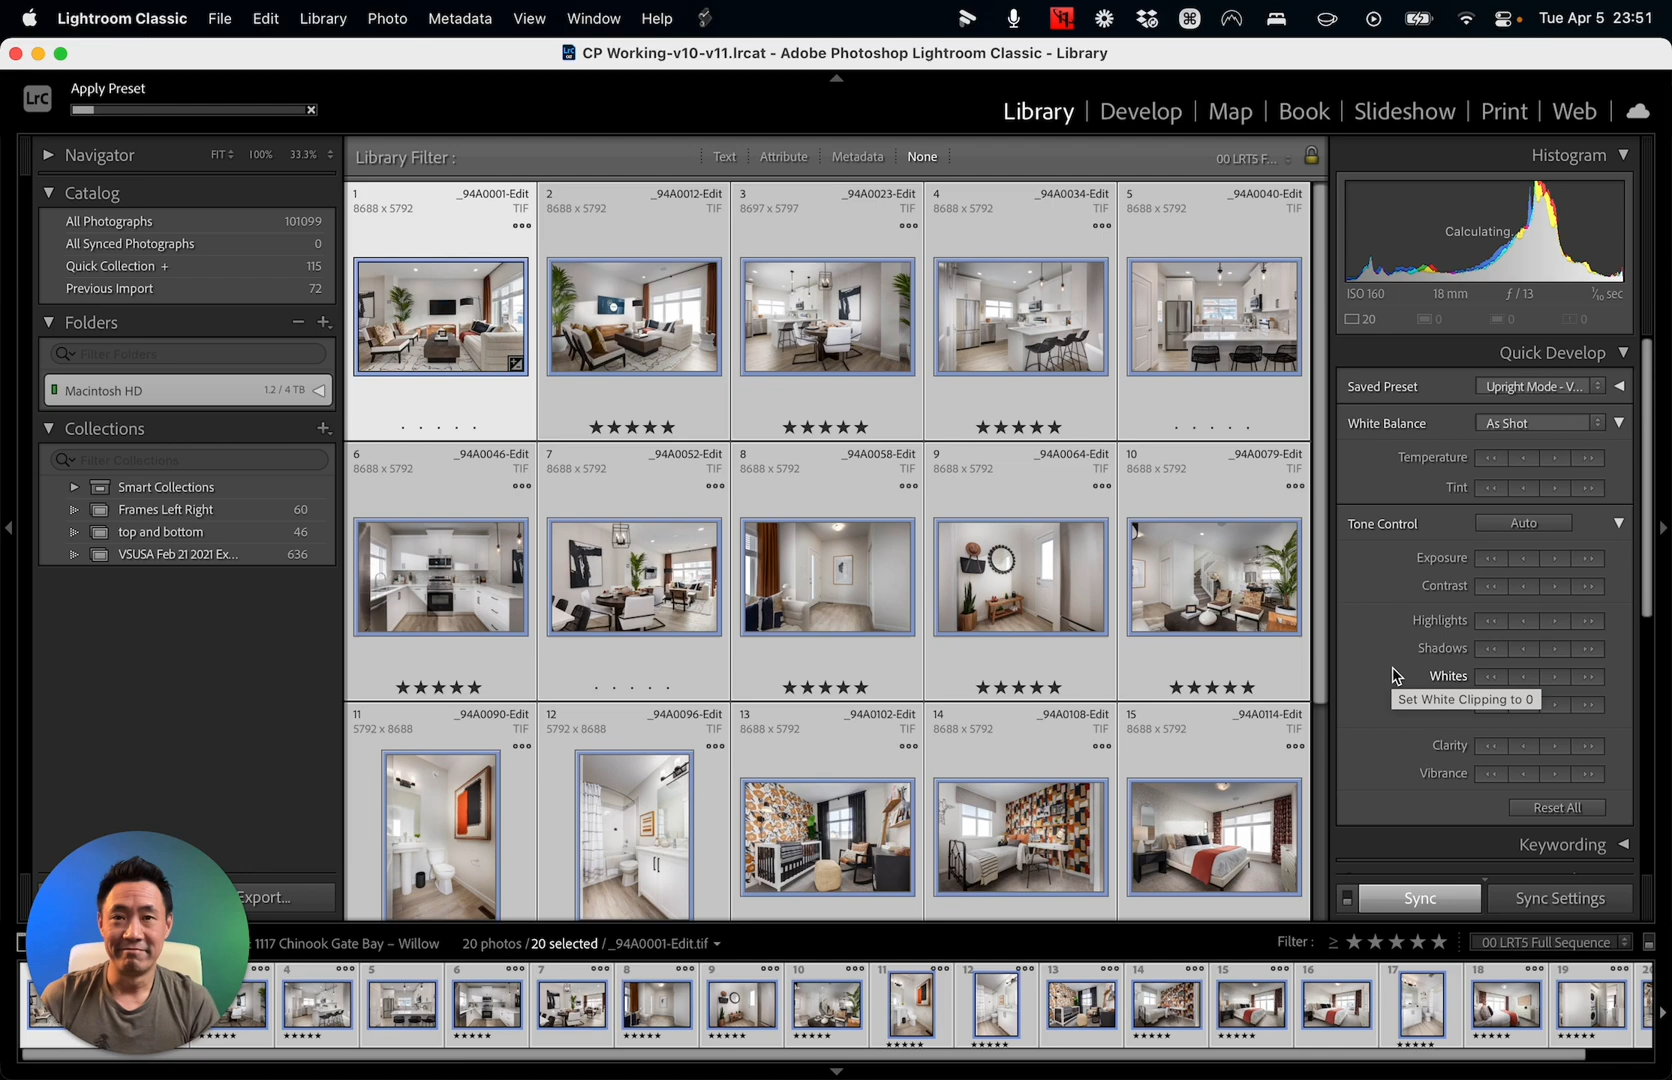 Lightroom Classic File Edit Library Photo Metadata View Window Help Tue Apr 5 23:51
CP Working-v10-v11.lrcat - Adobe Photoshop Lightroom Classic - Library
LrC Apply Preset
Library | Develop | Map | Book | Slideshow | Print | Web
Navigator FIT 100% 33.3%
Catalog
All Photographs 101099
All Synced Photographs 0
Quick Collection + 115
Previous Import 72
Folders
Filter Folders
Macintosh HD 1.2 / 4 TB
Collections
Filter Collections
Smart Collections
Frames Left Right 60
top and bottom 46
VSUSA Feb 21 2021 Ex... 636
Export...
Library Filter : Text Attribute Metadata None 00 LRT5 F...
1 _94A0001-Edit 2 _94A0012-Edit 3 _94A0023-Edit 4 _94A0034-Edit 5 _94A0040-Edit
8688 x 5792 TIF 8688 x 5792 TIF 8697 x 5797 TIF 8688 x 5792 TIF 8688 x 5792 TIF
6 _94A0046-Edit 7 _94A0052-Edit 8 _94A0058-Edit 9 _94A0064-Edit 10 _94A0079-Edit
8688 x 5792 TIF 8688 x 5792 TIF 8688 x 5792 TIF 8688 x 5792 TIF 8688 x 5792 TIF
11 _94A0090-Edit 12 _94A0096-Edit 13 _94A0102-Edit 14 _94A0108-Edit 15 _94A0114-Edit
5792 x 8688 TIF 5792 x 8688 TIF 8688 x 5792 TIF 8688 x 5792 TIF 8688 x 5792 TIF
Histogram
Calculating...
ISO 160 18 mm ƒ / 13 1/10 sec
20 0 0 0
Quick Develop
Saved Preset Upright Mode - V...
White Balance As Shot
Temperature
Tint
Tone Control Auto
Exposure
Contrast
Highlights
Shadows
Whites
Set White Clipping to 0
Clarity
Vibrance
Reset All
Keywording
Sync Sync Settings
: 1117 Chinook Gate Bay – Willow 20 photos / 20 selected / _94A0001-Edit.tif Filter : 00 LRT5 Full Sequence
4 5 6 7 8 9 10 11 12 13 14 15 16 17 18 19